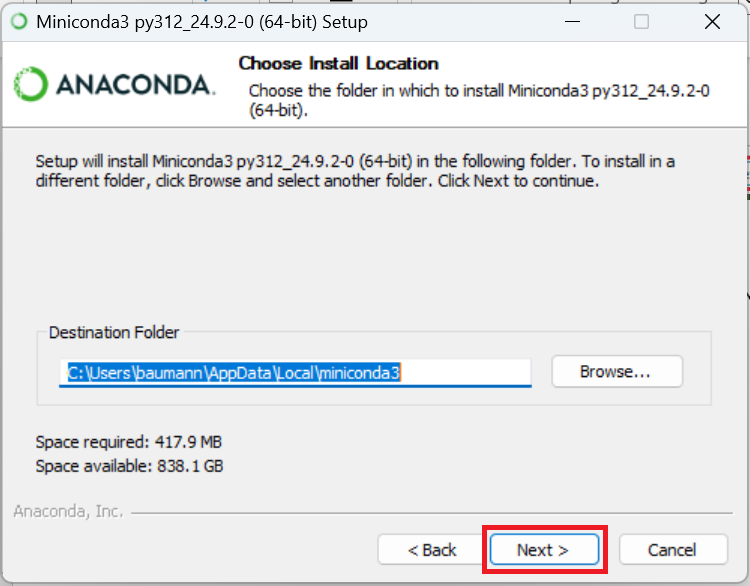 Miniconda3 py312_24.9.2-0 (64-bit) Setup
ANACONDA.
Choose Install Location
Choose the folder in which to install Miniconda3 py312_24.9.2-0
(64-bit).
Setup will install Miniconda3 py312_24.9.2-0 (64-bit) in the following folder. To install in a
different folder, click Browse and select another folder. Click Next to continue.
Destination Folder
C:\Users\baumann\AppData\Local\miniconda3
Browse...
Space required: 417.9 MB
Space available: 838.1 GB
Anaconda, Inc.
< Back
Next >
Cancel